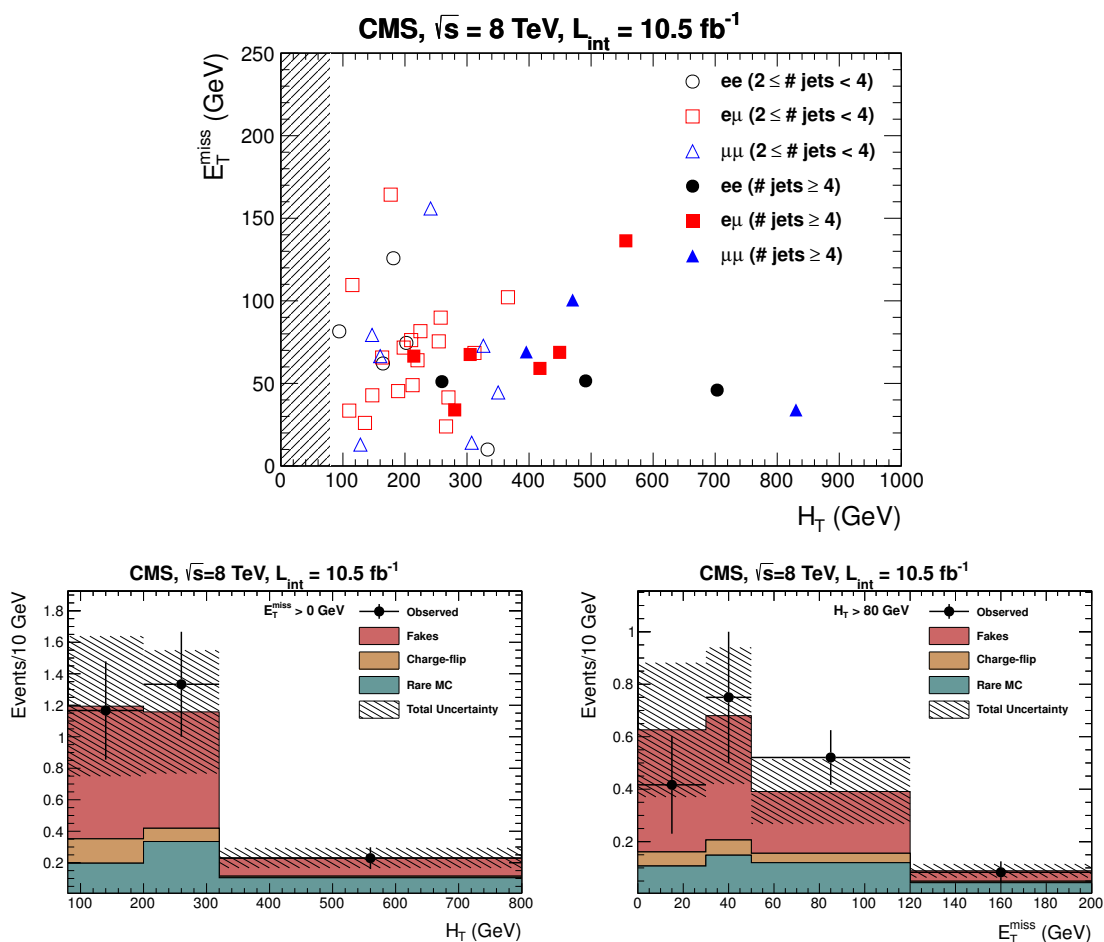 CMS, √s = 8 TeV, L_int = 10.5 fb⁻¹
E_T^miss (GeV)
250
200
150
100
50
0
ee (2 ≤ # jets < 4)
eμ (2 ≤ # jets < 4)
μμ (2 ≤ # jets < 4)
ee (# jets ≥ 4)
eμ (# jets ≥ 4)
μμ (# jets ≥ 4)
0 100 200 300 400 500 600 700 800 900 1000
H_T (GeV)
CMS, √s=8 TeV, L_int = 10.5 fb⁻¹
Events/10 GeV
1.8
1.6
1.4
1.2
1
0.8
0.6
0.4
0.2
E_T^miss > 0 GeV
Observed
Fakes
Charge-flip
Rare MC
Total Uncertainty
100 200 300 400 500 600 700 800
H_T (GeV)
CMS, √s=8 TeV, L_int = 10.5 fb⁻¹
Events/10 GeV
1
0.8
0.6
0.4
0.2
H_T > 80 GeV
Observed
Fakes
Charge-flip
Rare MC
Total Uncertainty
0 20 40 60 80 100 120 140 160 180 200
E_T^miss (GeV)